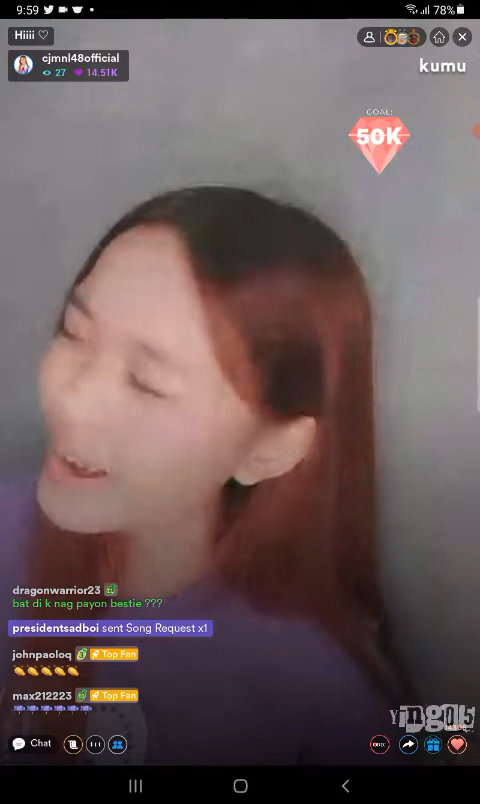 9:59
78%
Hiiii ♡
cjmnl48official
27 14.51K
kumu
GOAL:
50K
dragonwarrior23
bat di k nag payon bestie ???
presidentsadboi sent Song Request x1
johnpaoloq Top Fan
👏👏👏👏👏
max212223 Top Fan
Chat